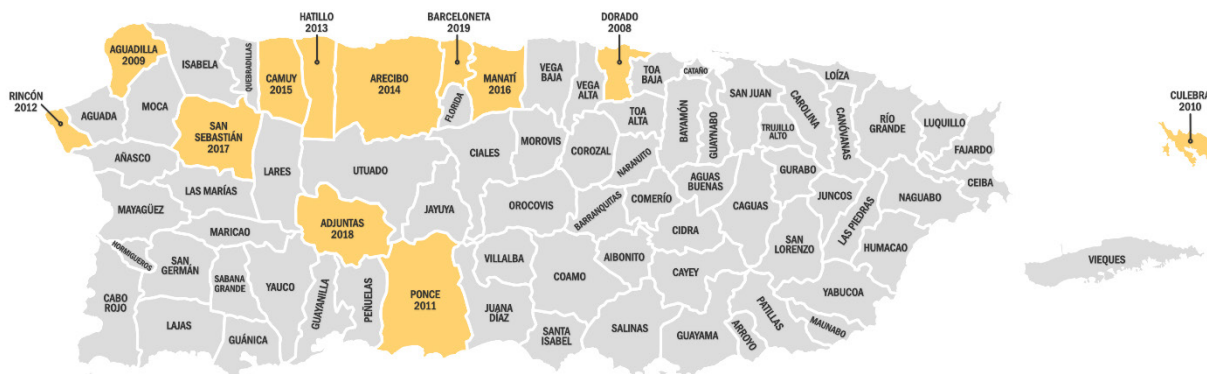 HATILLO
2013
BARCELONETA
2019
DORADO
2008
AGUADILLA
2009
ISABELA
QUEBRADILLAS
CAMUY
2015
ARECIBO
2014
MANATÍ
2016
VEGA
BAJA
VEGA
ALTA
TOA
BAJA
CATAÑO
LOÍZA
RINCÓN
2012
AGUADA
MOCA
SAN
SEBASTIÁN
2017
FLORIDA
TOA
ALTA
BAYAMÓN
GUAYNABO
SAN JUAN
TRUJILLO
ALTO
CAROLINA
CANÓVANAS
RÍO
GRANDE
LUQUILLO
FAJARDO
CULEBRA
2010
AÑASCO
LARES
UTUADO
CIALES
MOROVIS
COROZAL
NARANJITO
AGUAS
BUENAS
GURABO
CEIBA
LAS MARÍAS
MAYAGÜEZ
MARICAO
ADJUNTAS
2018
JAYUYA
OROCOVIS
BARRANQUITAS
COMERÍO
CIDRA
CAGUAS
JUNCOS
LAS PIEDRAS
NAGUABO
HUMACAO
HORMIGUEROS
SAN
GERMÁN
SABANA
GRANDE
YAUCO
GUAYANILLA
PEÑUELAS
PONCE
2011
VILLALBA
COAMO
AIBONITO
CAYEY
SAN
LORENZO
YABUCOA
VIEQUES
CABO
ROJO
LAJAS
GUÁNICA
JUANA
DÍAZ
SANTA
ISABEL
SALINAS
GUAYAMA
ARROYO
PATILLAS
MAUNABO